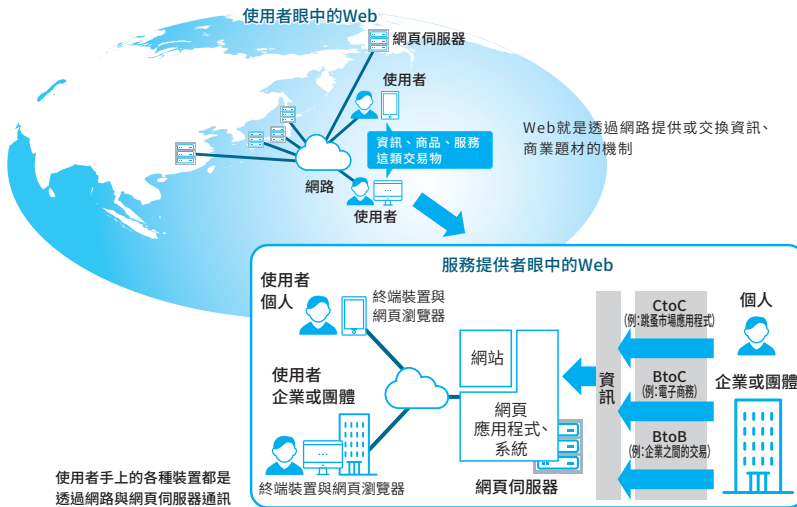 使用者眼中的Web
網頁伺服器
使用者
資訊、商品、服務
這類交易物
網路
使用者
Web就是透過網路提供或交換資訊、
商業題材的機制
服務提供者眼中的Web
使用者
個人
終端裝置與
網頁瀏覽器
使用者
企業或團體
終端裝置與網頁瀏覽器
網站
網頁
應用程式、
系統
網頁伺服器
資訊
CtoC
(例：跳蚤市場應用程式)
BtoC
(例：電子商務)
BtoB
(例：企業之間的交易)
個人
企業或團體
使用者手上的各種裝置都是
透過網路與網頁伺服器通訊